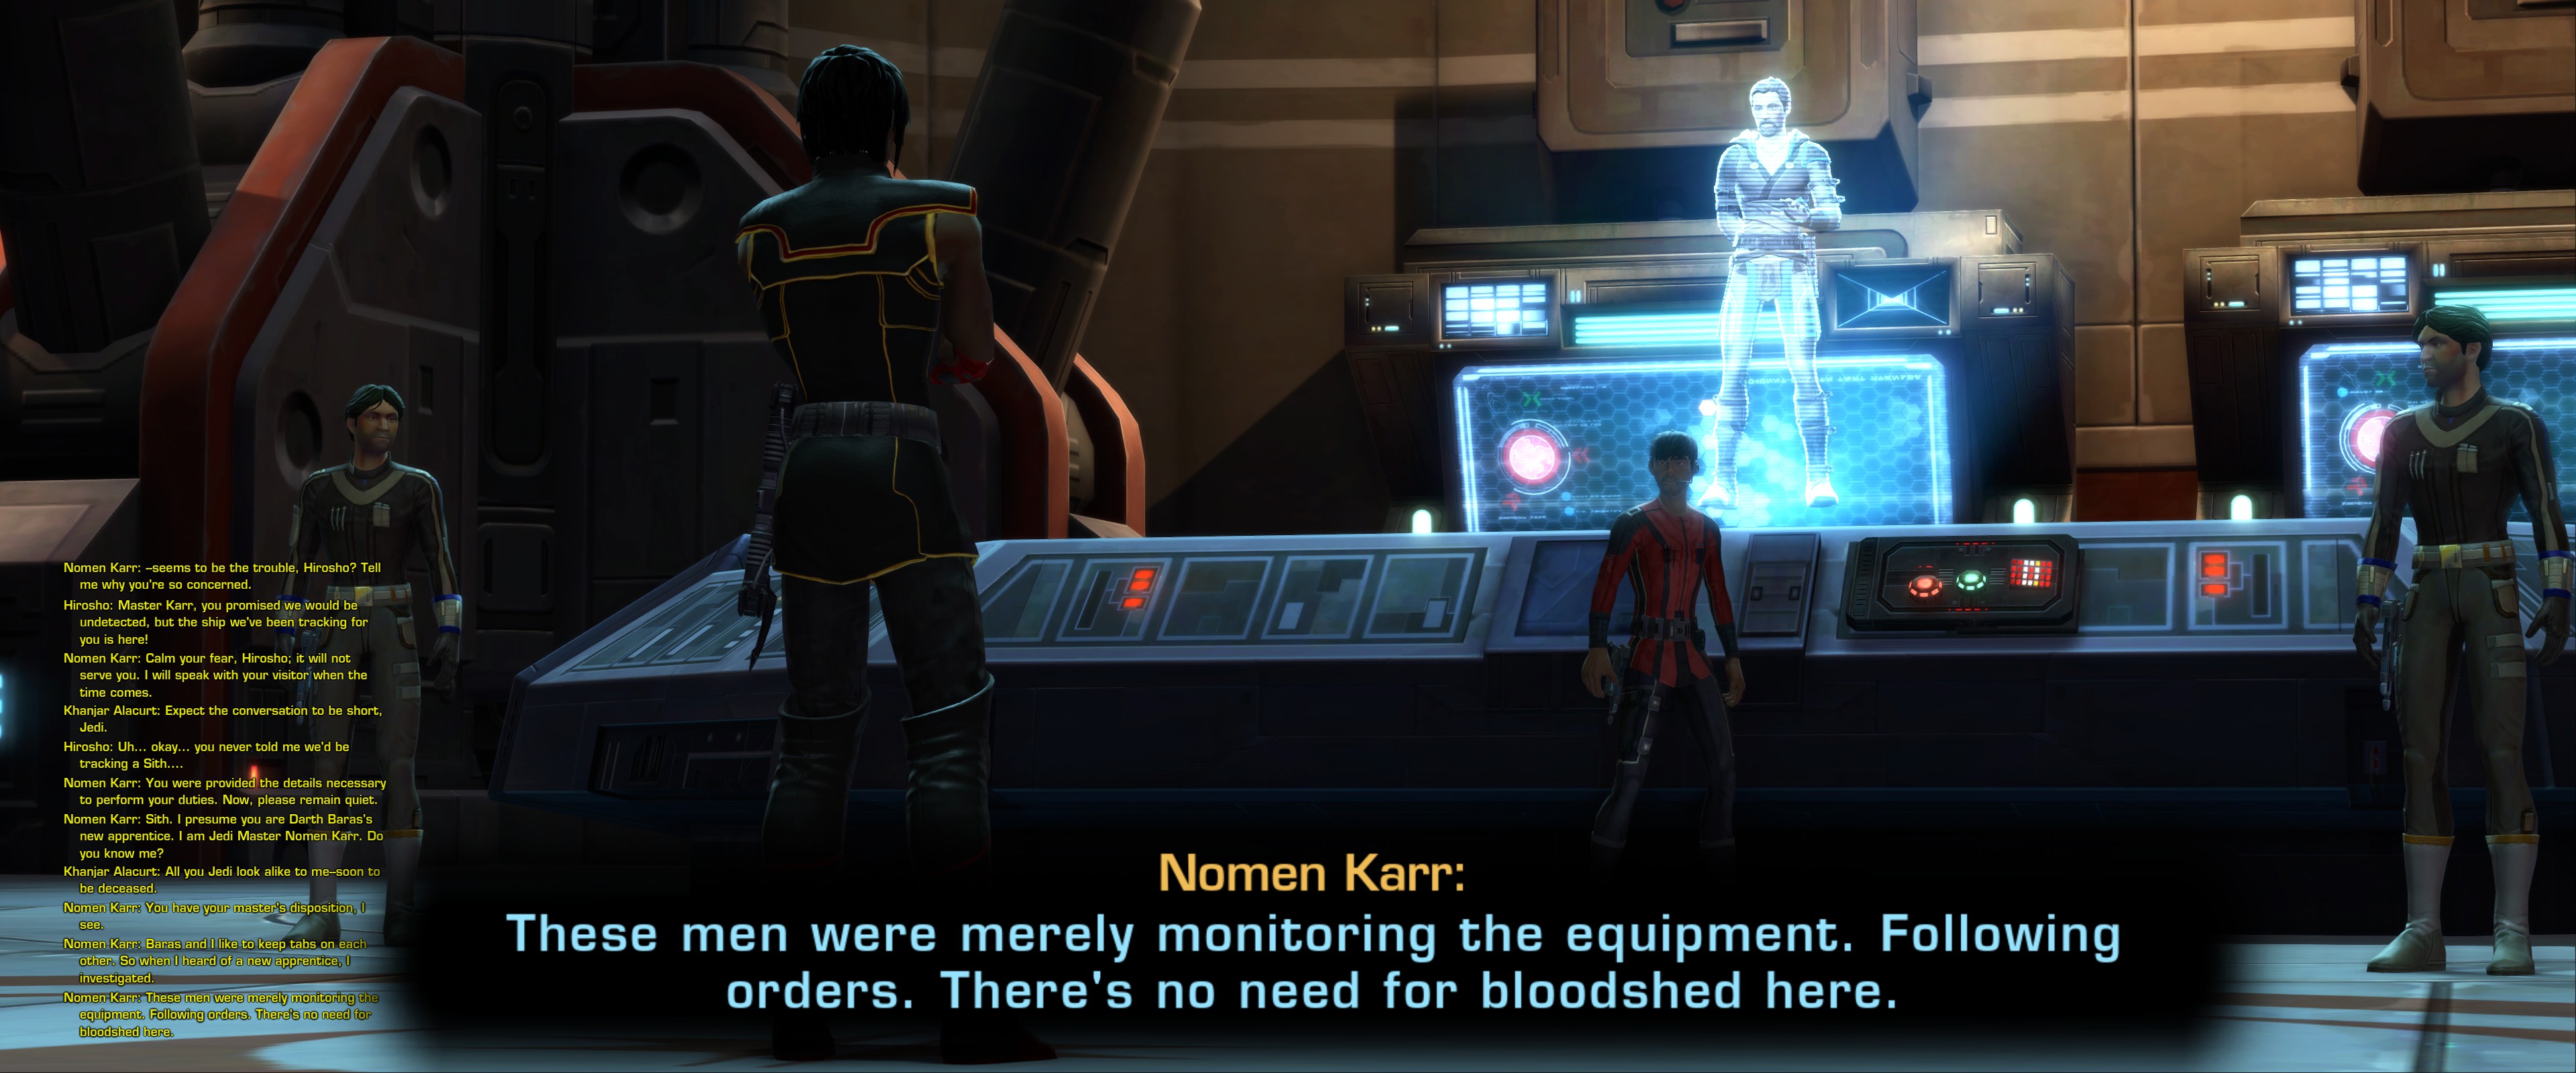 Nomen Karr: –seems to be the trouble, Hirosho? Tell
me why you're so concerned.
Hirosho: Master Karr, you promised we would be
undetected, but the ship we've been tracking for
you is here!
Nomen Karr: Calm your fear, Hirosho; it will not
serve you. I will speak with your visitor when the
time comes.
Khanjar Alacurt: Expect the conversation to be short,
Jedi.
Hirosho: Uh... okay... you never told me we'd be
tracking a Sith....
Nomen Karr: You were provided the details necessary
to perform your duties. Now, please remain quiet.
Nomen Karr: Sith. I presume you are Darth Baras's
new apprentice. I am Jedi Master Nomen Karr. Do
you know me?
Khanjar Alacurt: All you Jedi look alike to me–soon to
be deceased.
Nomen Karr: You have your master's disposition, I
see.
Nomen Karr: Baras and I like to keep tabs on each
other. So when I heard of a new apprentice, I
investigated.
Nomen Karr: These men were merely monitoring the
equipment. Following orders. There's no need for
bloodshed here.
Nomen Karr:
These men were merely monitoring the equipment. Following
orders. There's no need for bloodshed here.